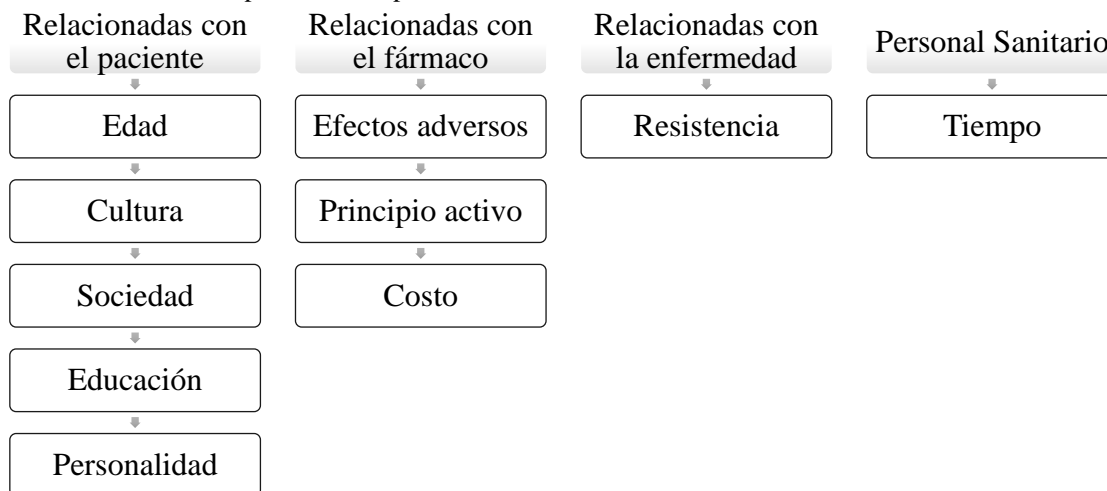 Relacionadas con
el paciente
Edad
Cultura
Sociedad
Educación
Personalidad
Relacionadas con
el fármaco
Efectos adversos
Principio activo
Costo
Relacionadas con
la enfermedad
Resistencia
Personal Sanitario
Tiempo